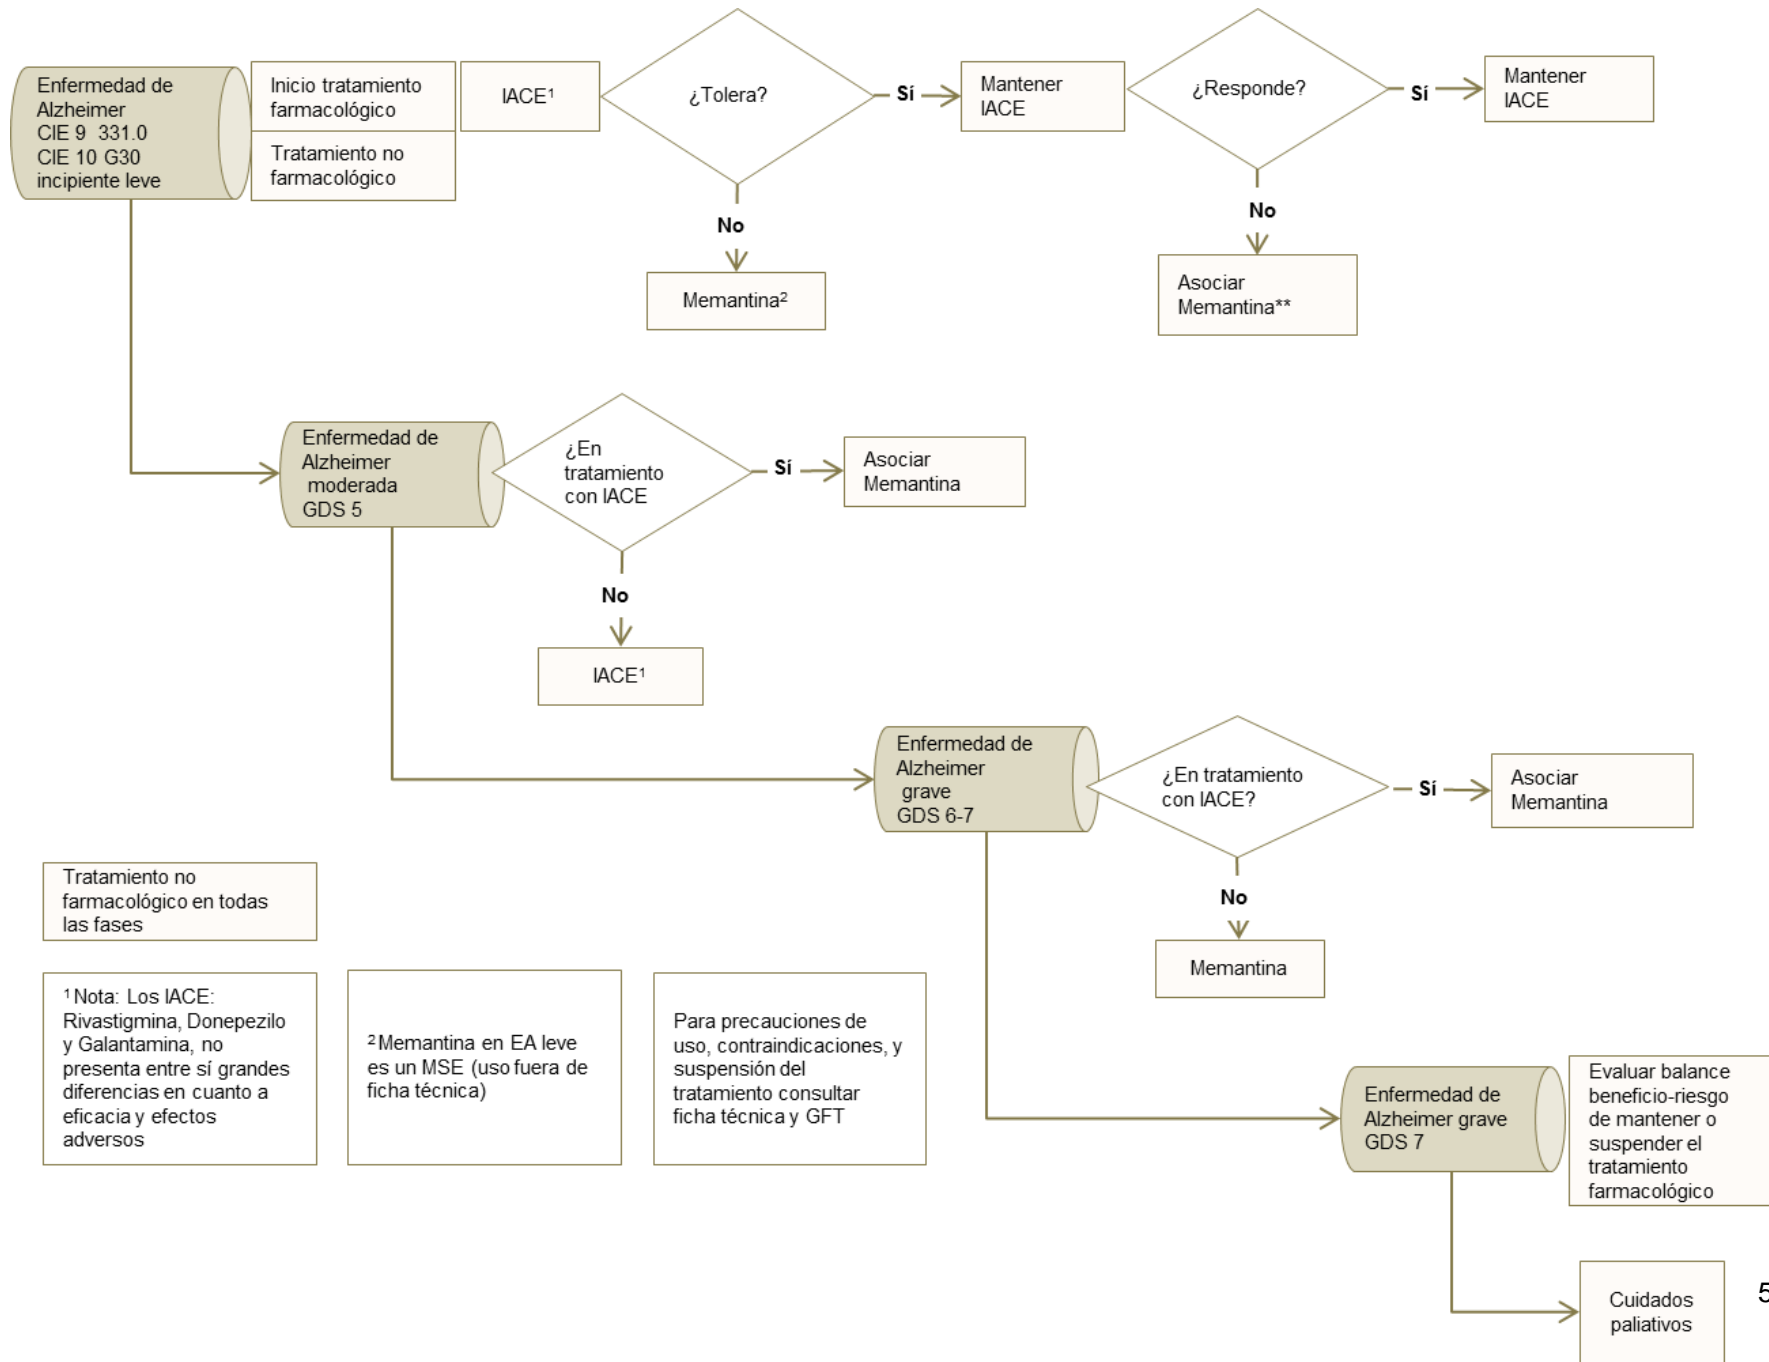 Enfermedad de
Alzheimer
CIE 9  331.0
CIE 10 G30
incipiente leve
Inicio tratamiento
farmacológico
Tratamiento no
farmacológico
IACE¹
¿Tolera?
Sí
Mantener
IACE
¿Responde?
Sí
Mantener
IACE
No
Memantina²
No
Asociar
Memantina**
Enfermedad de
Alzheimer
moderada
GDS 5
¿En
tratamiento
con IACE
Sí
Asociar
Memantina
No
IACE¹
Enfermedad de
Alzheimer
grave
GDS 6-7
¿En tratamiento
con IACE?
Sí
Asociar
Memantina
No
Memantina
Tratamiento no
farmacológico en todas
las fases
¹ Nota: Los IACE:
Rivastigmina, Donepezilo
y Galantamina, no
presenta entre sí grandes
diferencias en cuanto a
eficacia y efectos
adversos
² Memantina en EA leve
es un MSE (uso fuera de
ficha técnica)
Para precauciones de
uso, contraindicaciones, y
suspensión del
tratamiento consultar
ficha técnica y GFT
Enfermedad de
Alzheimer grave
GDS 7
Evaluar balance
beneficio-riesgo
de mantener o
suspender el
tratamiento
farmacológico
Cuidados
paliativos
5